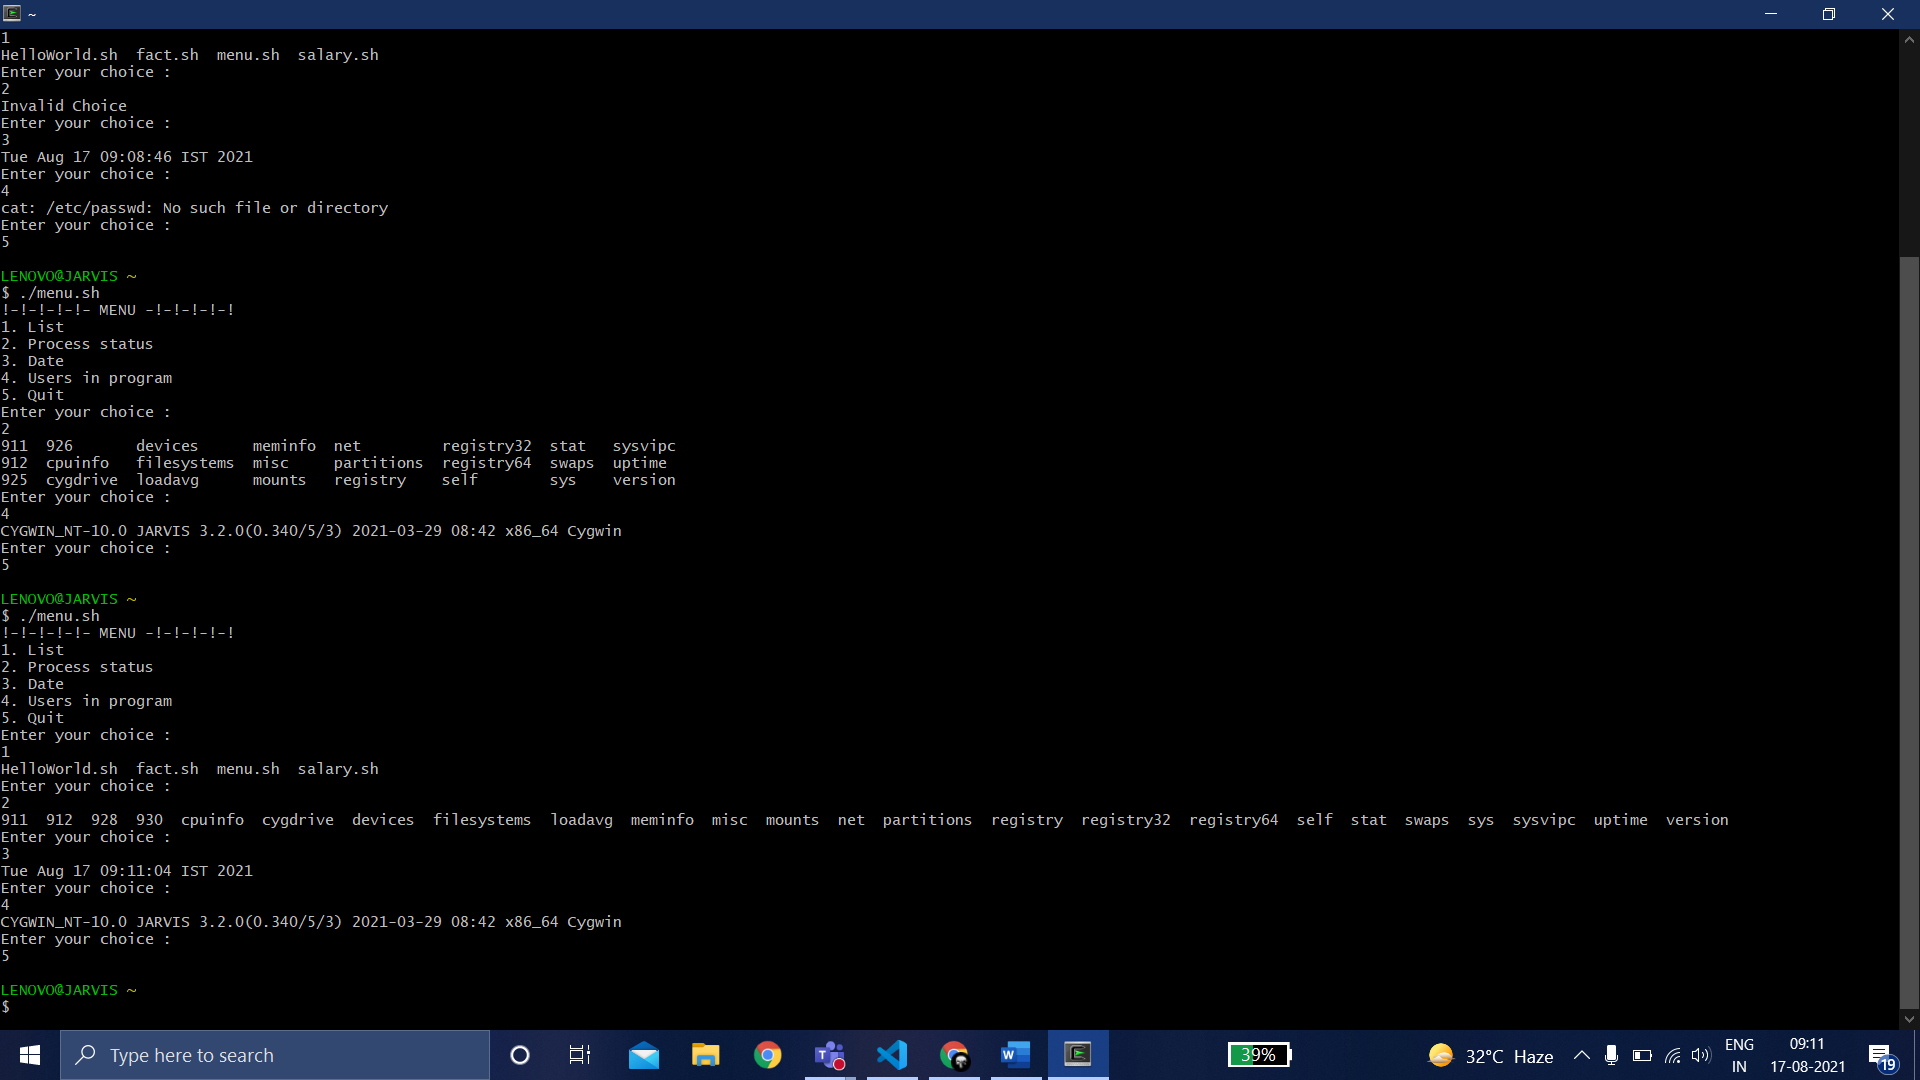 ~
1
HelloWorld.sh  fact.sh  menu.sh  salary.sh
Enter your choice :
2
Invalid Choice
Enter your choice :
3
Tue Aug 17 09:08:46 IST 2021
Enter your choice :
4
cat: /etc/passwd: No such file or directory
Enter your choice :
5
LENOVO@JARVIS ~
$ ./menu.sh
!-!-!-!-!- MENU -!-!-!-!-!
1. List
2. Process status
3. Date
4. Users in program
5. Quit
Enter your choice :
2
911  926       devices      meminfo  net         registry32  stat   sysvipc
912  cpuinfo   filesystems  misc     partitions  registry64  swaps  uptime
925  cygdrive  loadavg      mounts   registry    self        sys    version
Enter your choice :
4
CYGWIN_NT-10.0 JARVIS 3.2.0(0.340/5/3) 2021-03-29 08:42 x86_64 Cygwin
Enter your choice :
5
LENOVO@JARVIS ~
$ ./menu.sh
!-!-!-!-!- MENU -!-!-!-!-!
1. List
2. Process status
3. Date
4. Users in program
5. Quit
Enter your choice :
1
HelloWorld.sh  fact.sh  menu.sh  salary.sh
Enter your choice :
2
911  912  928  930  cpuinfo  cygdrive  devices  filesystems  loadavg  meminfo  misc  mounts  net  partitions  registry  registry32  registry64  self  stat  swaps  sys  sysvipc  uptime  version
Enter your choice :
3
Tue Aug 17 09:11:04 IST 2021
Enter your choice :
4
CYGWIN_NT-10.0 JARVIS 3.2.0(0.340/5/3) 2021-03-29 08:42 x86_64 Cygwin
Enter your choice :
5
LENOVO@JARVIS ~
$
Type here to search
39%
32°C Haze
ENG
IN
09:11
17-08-2021
19